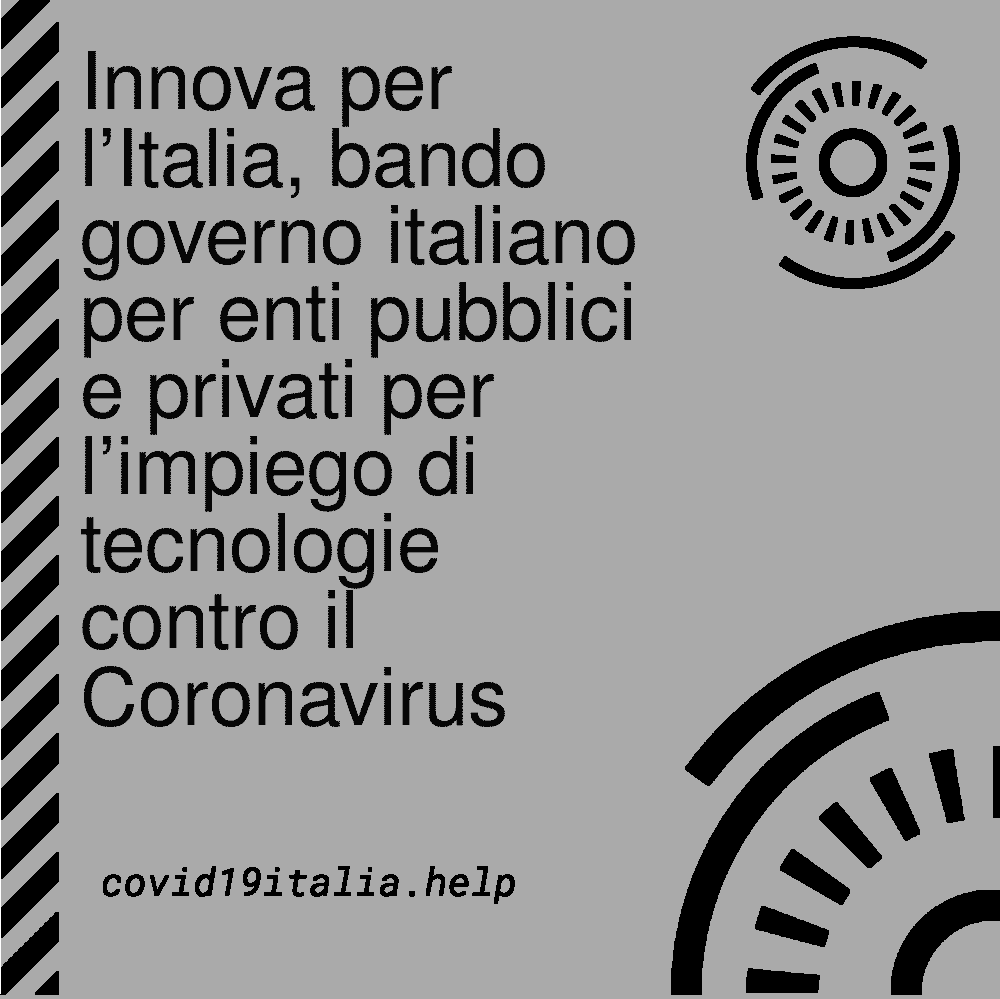 Innova per
l’Italia, bando
governo italiano
per enti pubblici
e privati per
l’impiego di
tecnologie
contro il
Coronavirus
covid19italia.help